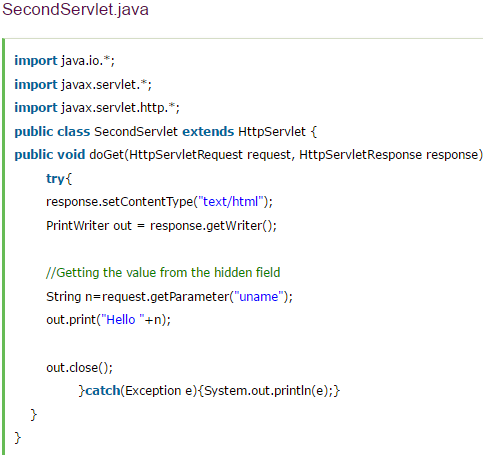 SecondServlet.java
import java.io.*;
import javax.servlet.*;
import javax.servlet.http.*;
public class SecondServlet extends HttpServlet {
public void doGet(HttpServletRequest request, HttpServletResponse response)
try{
response.setContentType("text/html");
PrintWriter out = response.getWriter();
//Getting the value from the hidden field
String n=request.getParameter("uname");
out.print("Hello "+n);
out.close();
}catch(Exception e){System.out.println(e);}
}
}